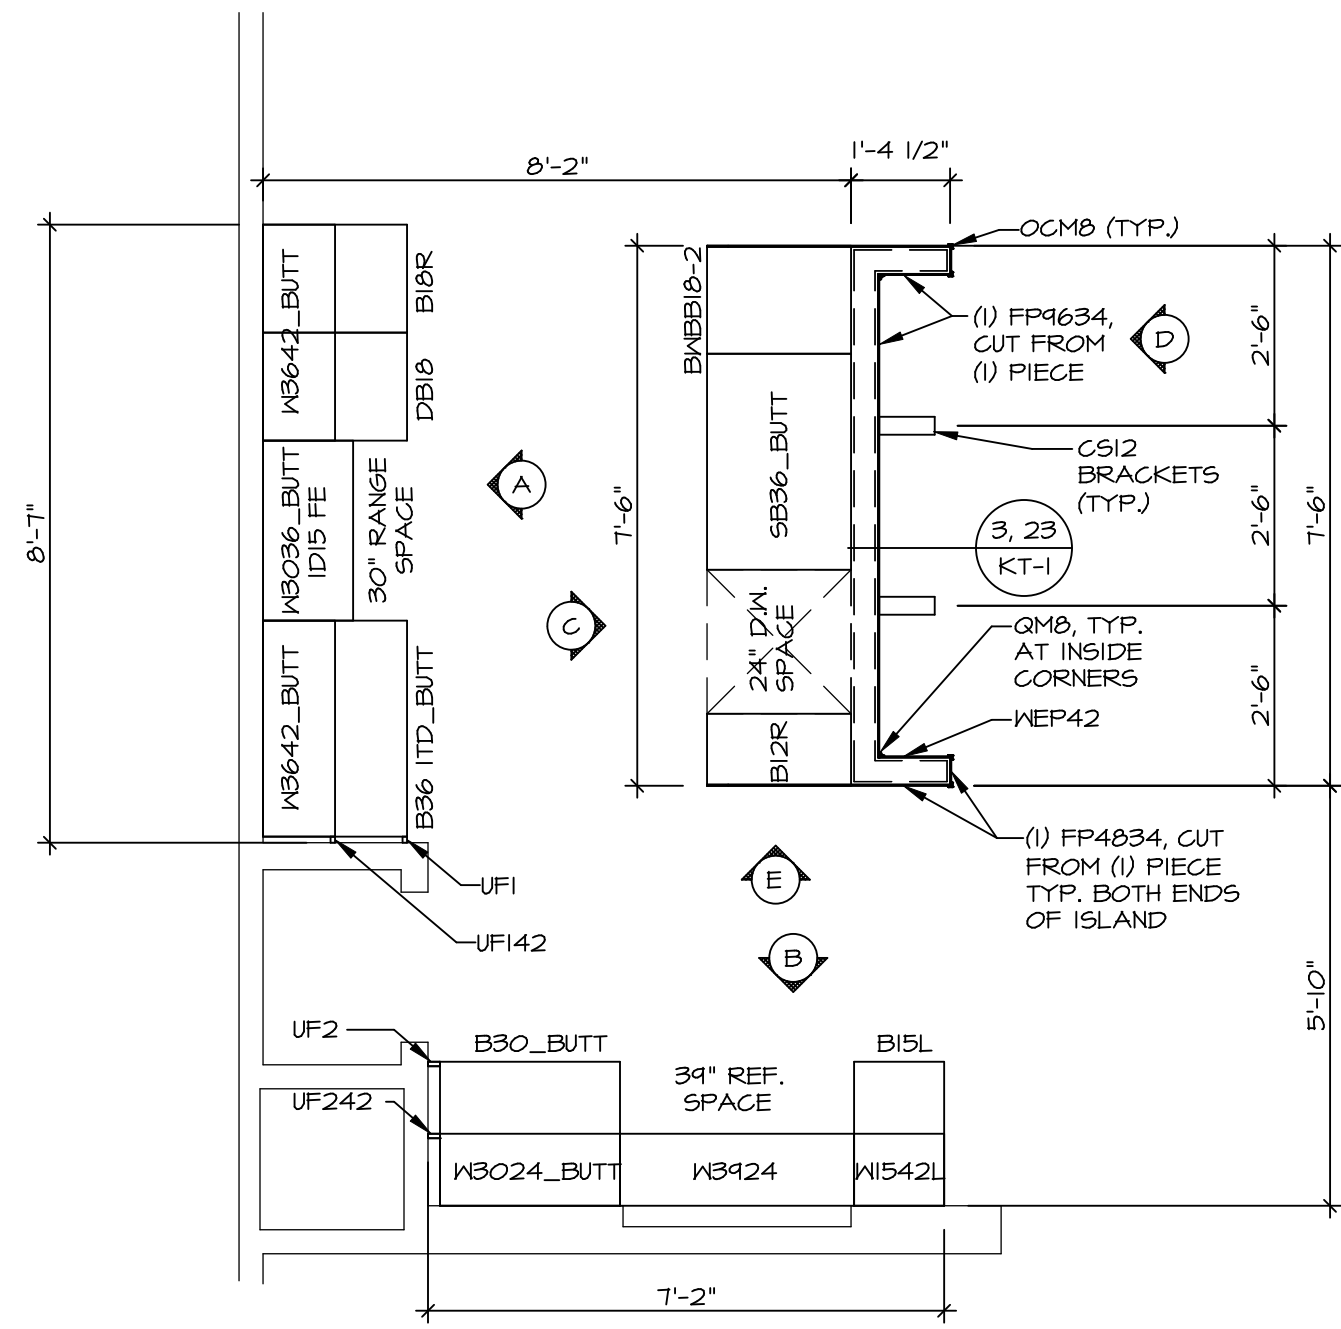 8'-2"
1'-4 1/2"
OCM8 (TYP.)
W3642_BUTT
B18R
DB18
BWBB18-2
(1) FP9634,
CUT FROM
(1) PIECE
D
2'-6"
8'-7"
W3036_BUTT
1D15 FE
30" RANGE
SPACE
A
7'-6"
SB36_BUTT
CS12
BRACKETS
(TYP.)
3, 23
KT-1
2'-6"
7'-6"
C
24" D.W.
SPACE
QM8, TYP.
AT INSIDE
CORNERS
WEP42
2'-6"
W3642_BUTT
B36 1TD_BUTT
B12R
UF1
UF142
E
B
(1) FP4834, CUT
FROM (1) PIECE
TYP. BOTH ENDS
OF ISLAND
5'-10"
UF2
B30_BUTT
39" REF.
SPACE
B15L
UF242
W3024_BUTT
W3924
W1542L
7'-2"